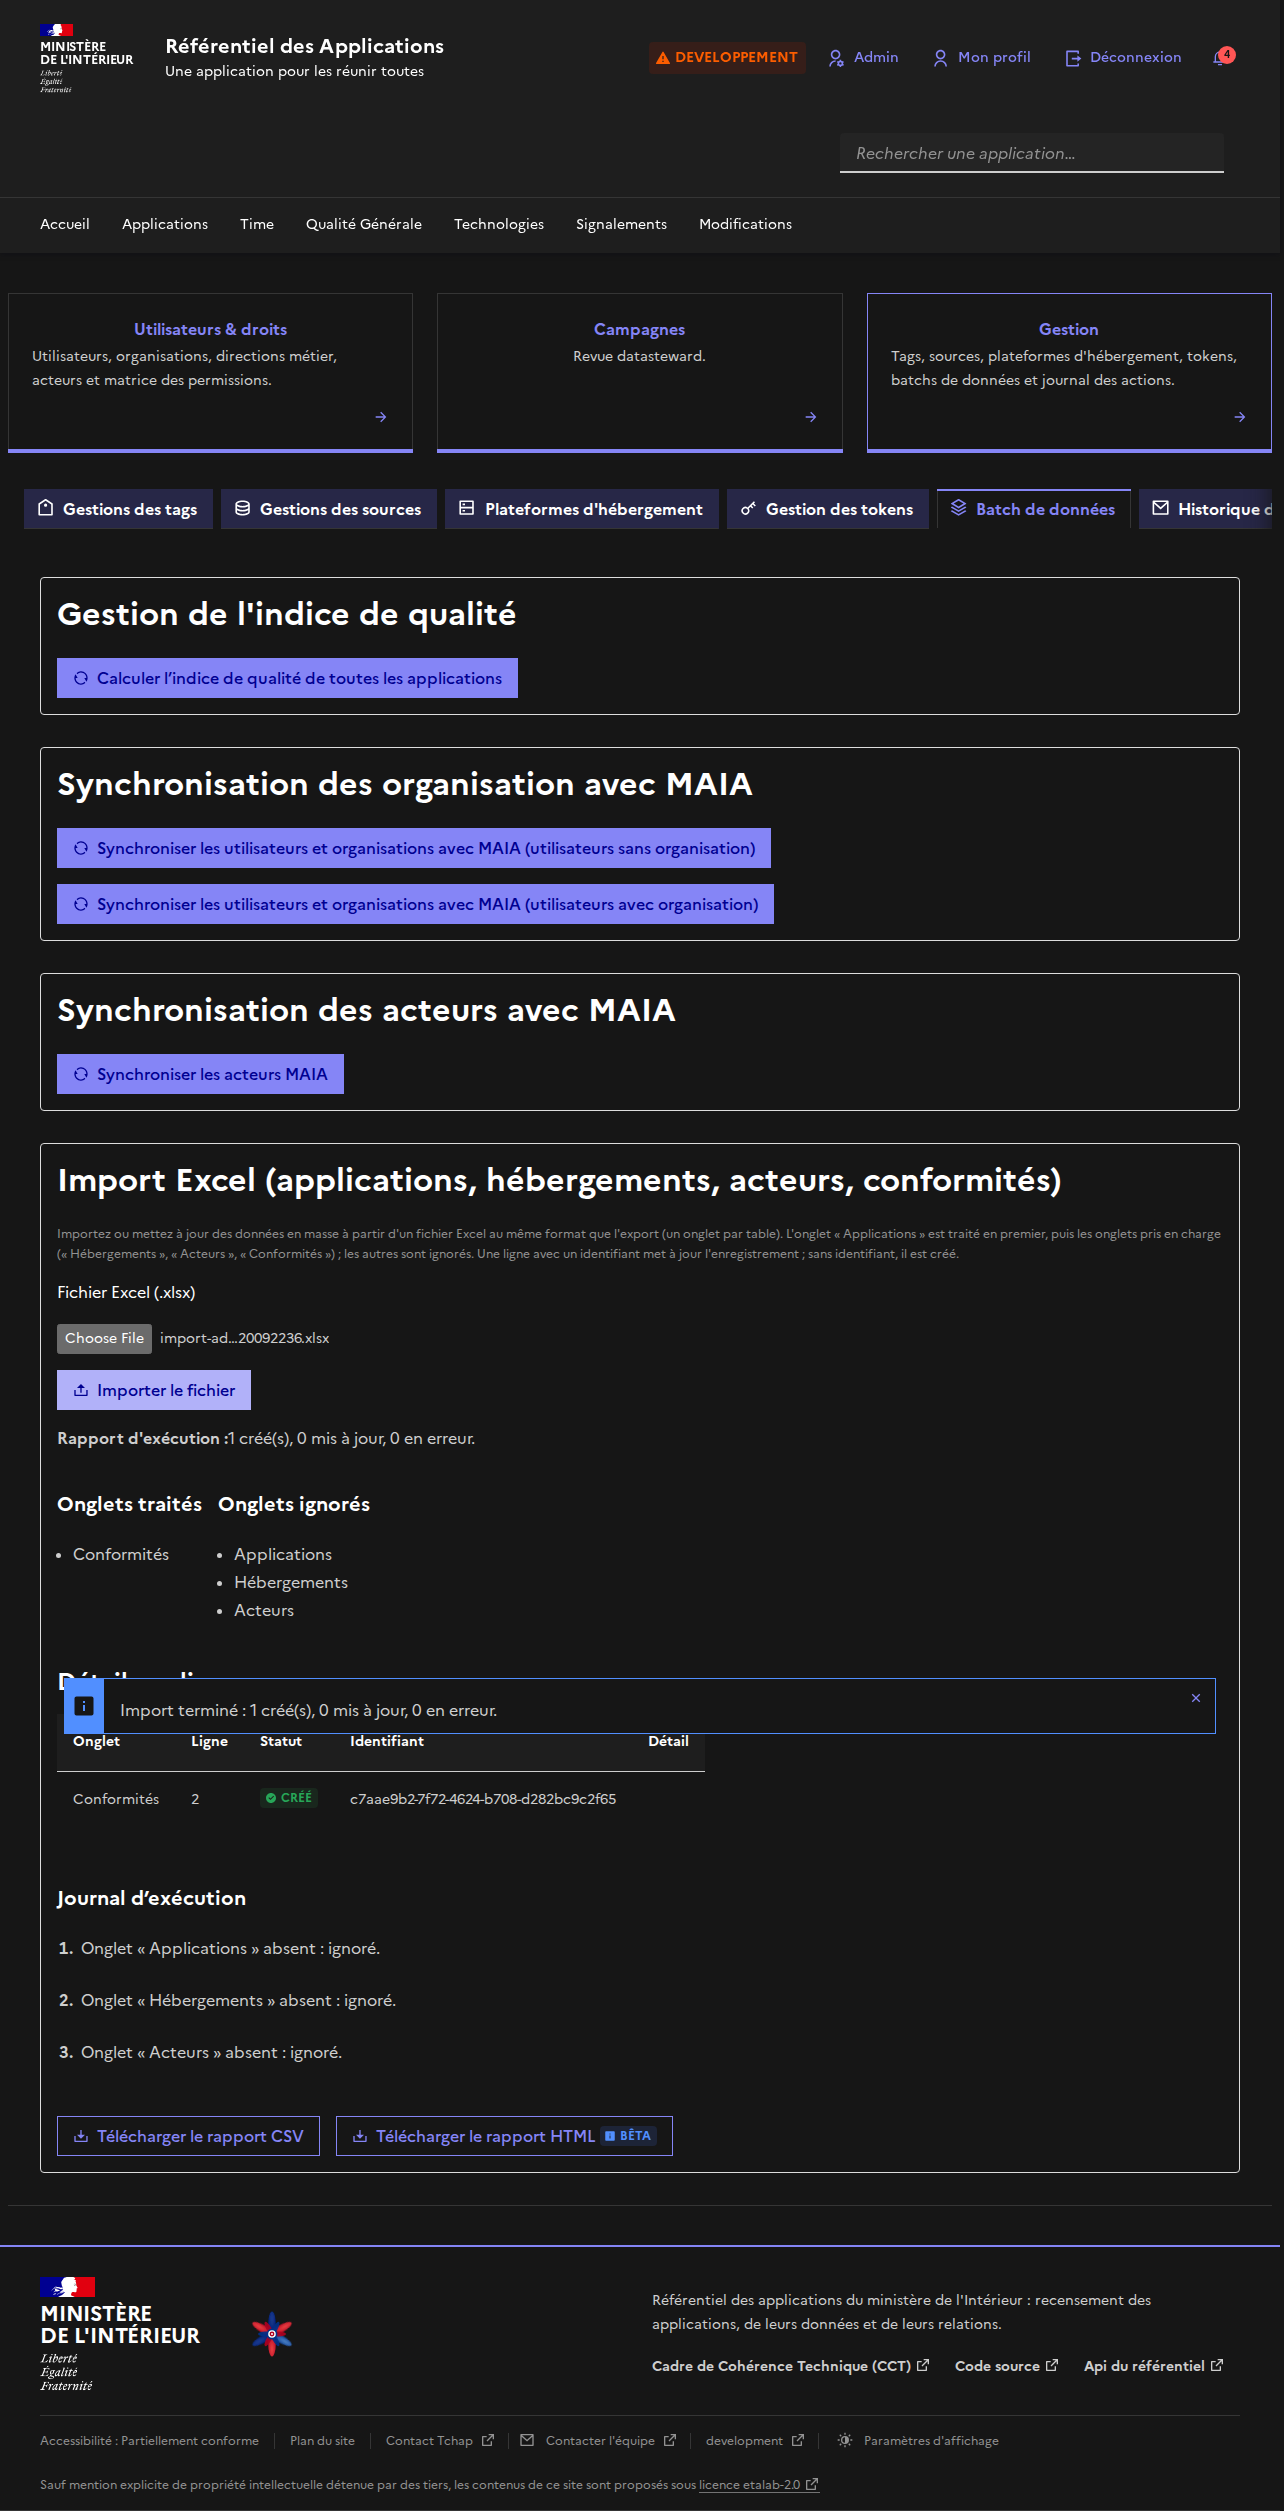 MINISTÈRE
DE L'INTÉRIEUR
Liberté
Égalité
Fraternité
Référentiel des Applications
Une application pour les réunir toutes
DEVELOPPEMENT
Admin
Mon profil
Déconnexion
4
Rechercher une application...
Accueil
Applications
Time
Qualité Générale
Technologies
Signalements
Modifications
Utilisateurs & droits
Utilisateurs, organisations, directions métier,
acteurs et matrice des permissions.
Campagnes
Revue datasteward.
Gestion
Tags, sources, plateformes d'hébergement, tokens,
batchs de données et journal des actions.
Gestions des tags
Gestions des sources
Plateformes d'hébergement
Gestion des tokens
Batch de données
Historique
Gestion de l'indice de qualité
Calculer l’indice de qualité de toutes les applications
Synchronisation des organisation avec MAIA
Synchroniser les utilisateurs et organisations avec MAIA (utilisateurs sans organisation)
Synchroniser les utilisateurs et organisations avec MAIA (utilisateurs avec organisation)
Synchronisation des acteurs avec MAIA
Synchroniser les acteurs MAIA
Import Excel (applications, hébergements, acteurs, conformités)
Importez ou mettez à jour des données en masse à partir d'un fichier Excel au même format que l'export (un onglet par table). L'onglet « Applications » est traité en premier, puis les onglets pris en charge
(« Hébergements », « Acteurs », « Conformités ») ; les autres sont ignorés. Une ligne avec un identifiant met à jour l'enregistrement ; sans identifiant, il est créé.
Fichier Excel (.xlsx)
Choose File import-ad...20092236.xlsx
Importer le fichier
Rapport d'exécution :1 créé(s), 0 mis à jour, 0 en erreur.
Onglets traités
Conformités
Onglets ignorés
Applications
Hébergements
Acteurs
Import terminé : 1 créé(s), 0 mis à jour, 0 en erreur.
Onglet Ligne Statut Identifiant Détail
Conformités 2 CRÉÉ c7aae9b2-7f72-4624-b708-d282bc9c2f65
Journal d’exécution
1. Onglet « Applications » absent : ignoré.
2. Onglet « Hébergements » absent : ignoré.
3. Onglet « Acteurs » absent : ignoré.
Télécharger le rapport CSV
Télécharger le rapport HTML BÊTA
MINISTÈRE
DE L'INTÉRIEUR
Liberté
Égalité
Fraternité
Référentiel des applications du ministère de l'Intérieur : recensement des
applications, de leurs données et de leurs relations.
Cadre de Cohérence Technique (CCT)
Code source
Api du référentiel
Accessibilité : Partiellement conforme
Plan du site
Contact Tchap
Contacter l'équipe
development
Paramètres d'affichage
Sauf mention explicite de propriété intellectuelle détenue par des tiers, les contenus de ce site sont proposés sous licence etalab-2.0